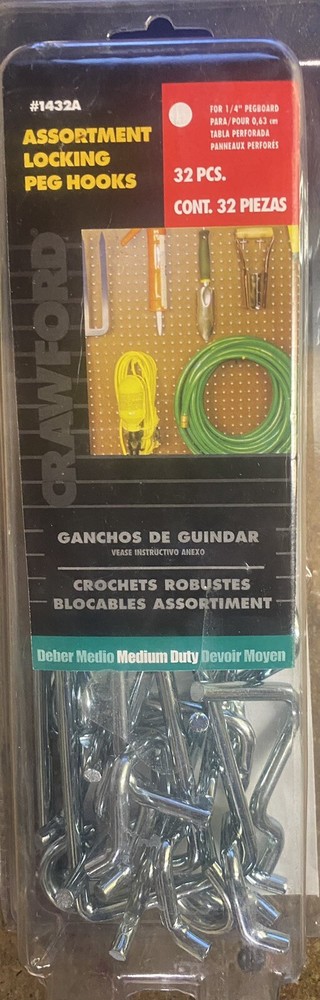 CRAWFORD
#1432A
ASSORTMENT
LOCKING
PEG HOOKS
FOR 1/4" PEGBOARD
PARA/POUR 0,63 cm
TABLA PERFORADA
PANNEAUX PERFORÉS
32 PCS.
CONT. 32 PIEZAS
CRAWFORD®
GANCHOS DE GUINDAR
VEASE INSTRUCTIVO ANEXO
CROCHETS ROBUSTES
BLOCABLES ASSORTIMENT
Deber Medio Medium Duty Devoir Moyen